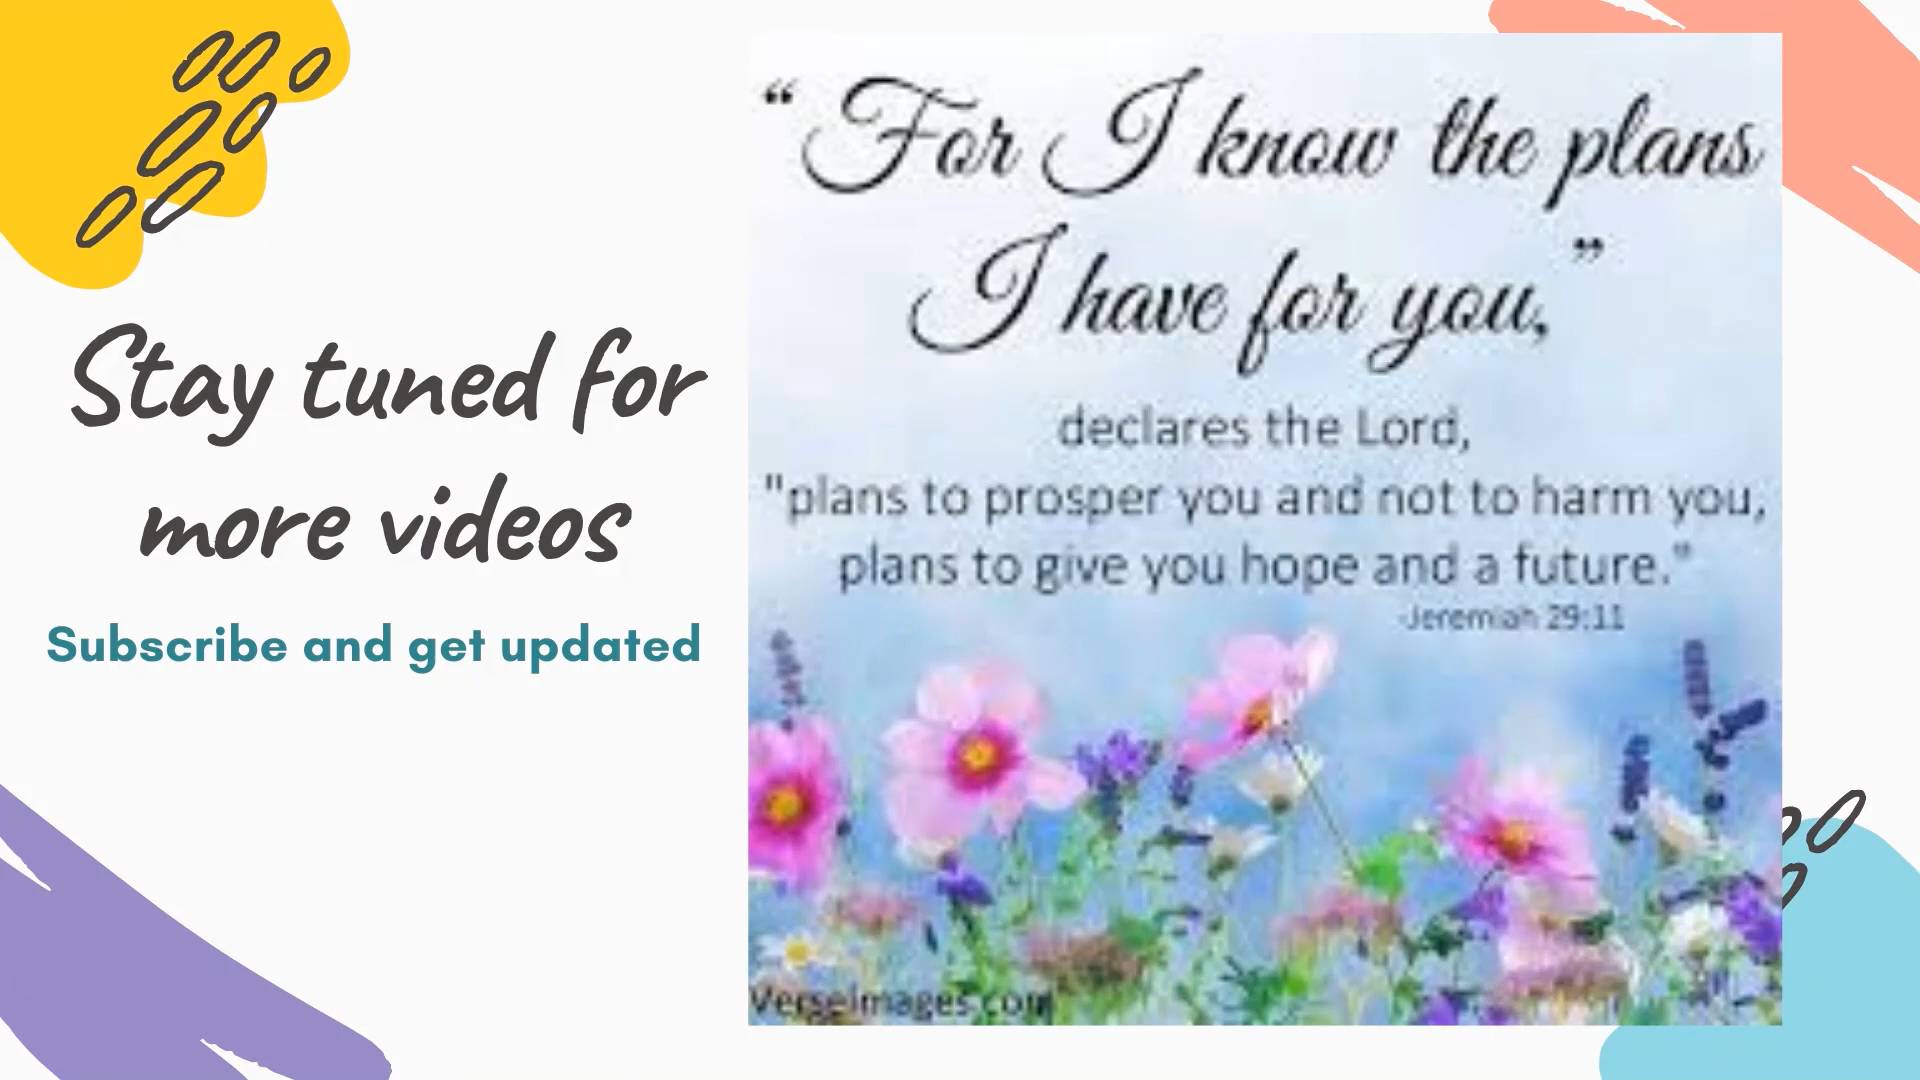 Stay tuned for
more videos
Subscribe and get updated
“For I know the plans
I have for you,”
declares the Lord,
"plans to prosper you and not to harm you,
plans to give you hope and a future."
-Jeremiah 29:11
VerseImages.com